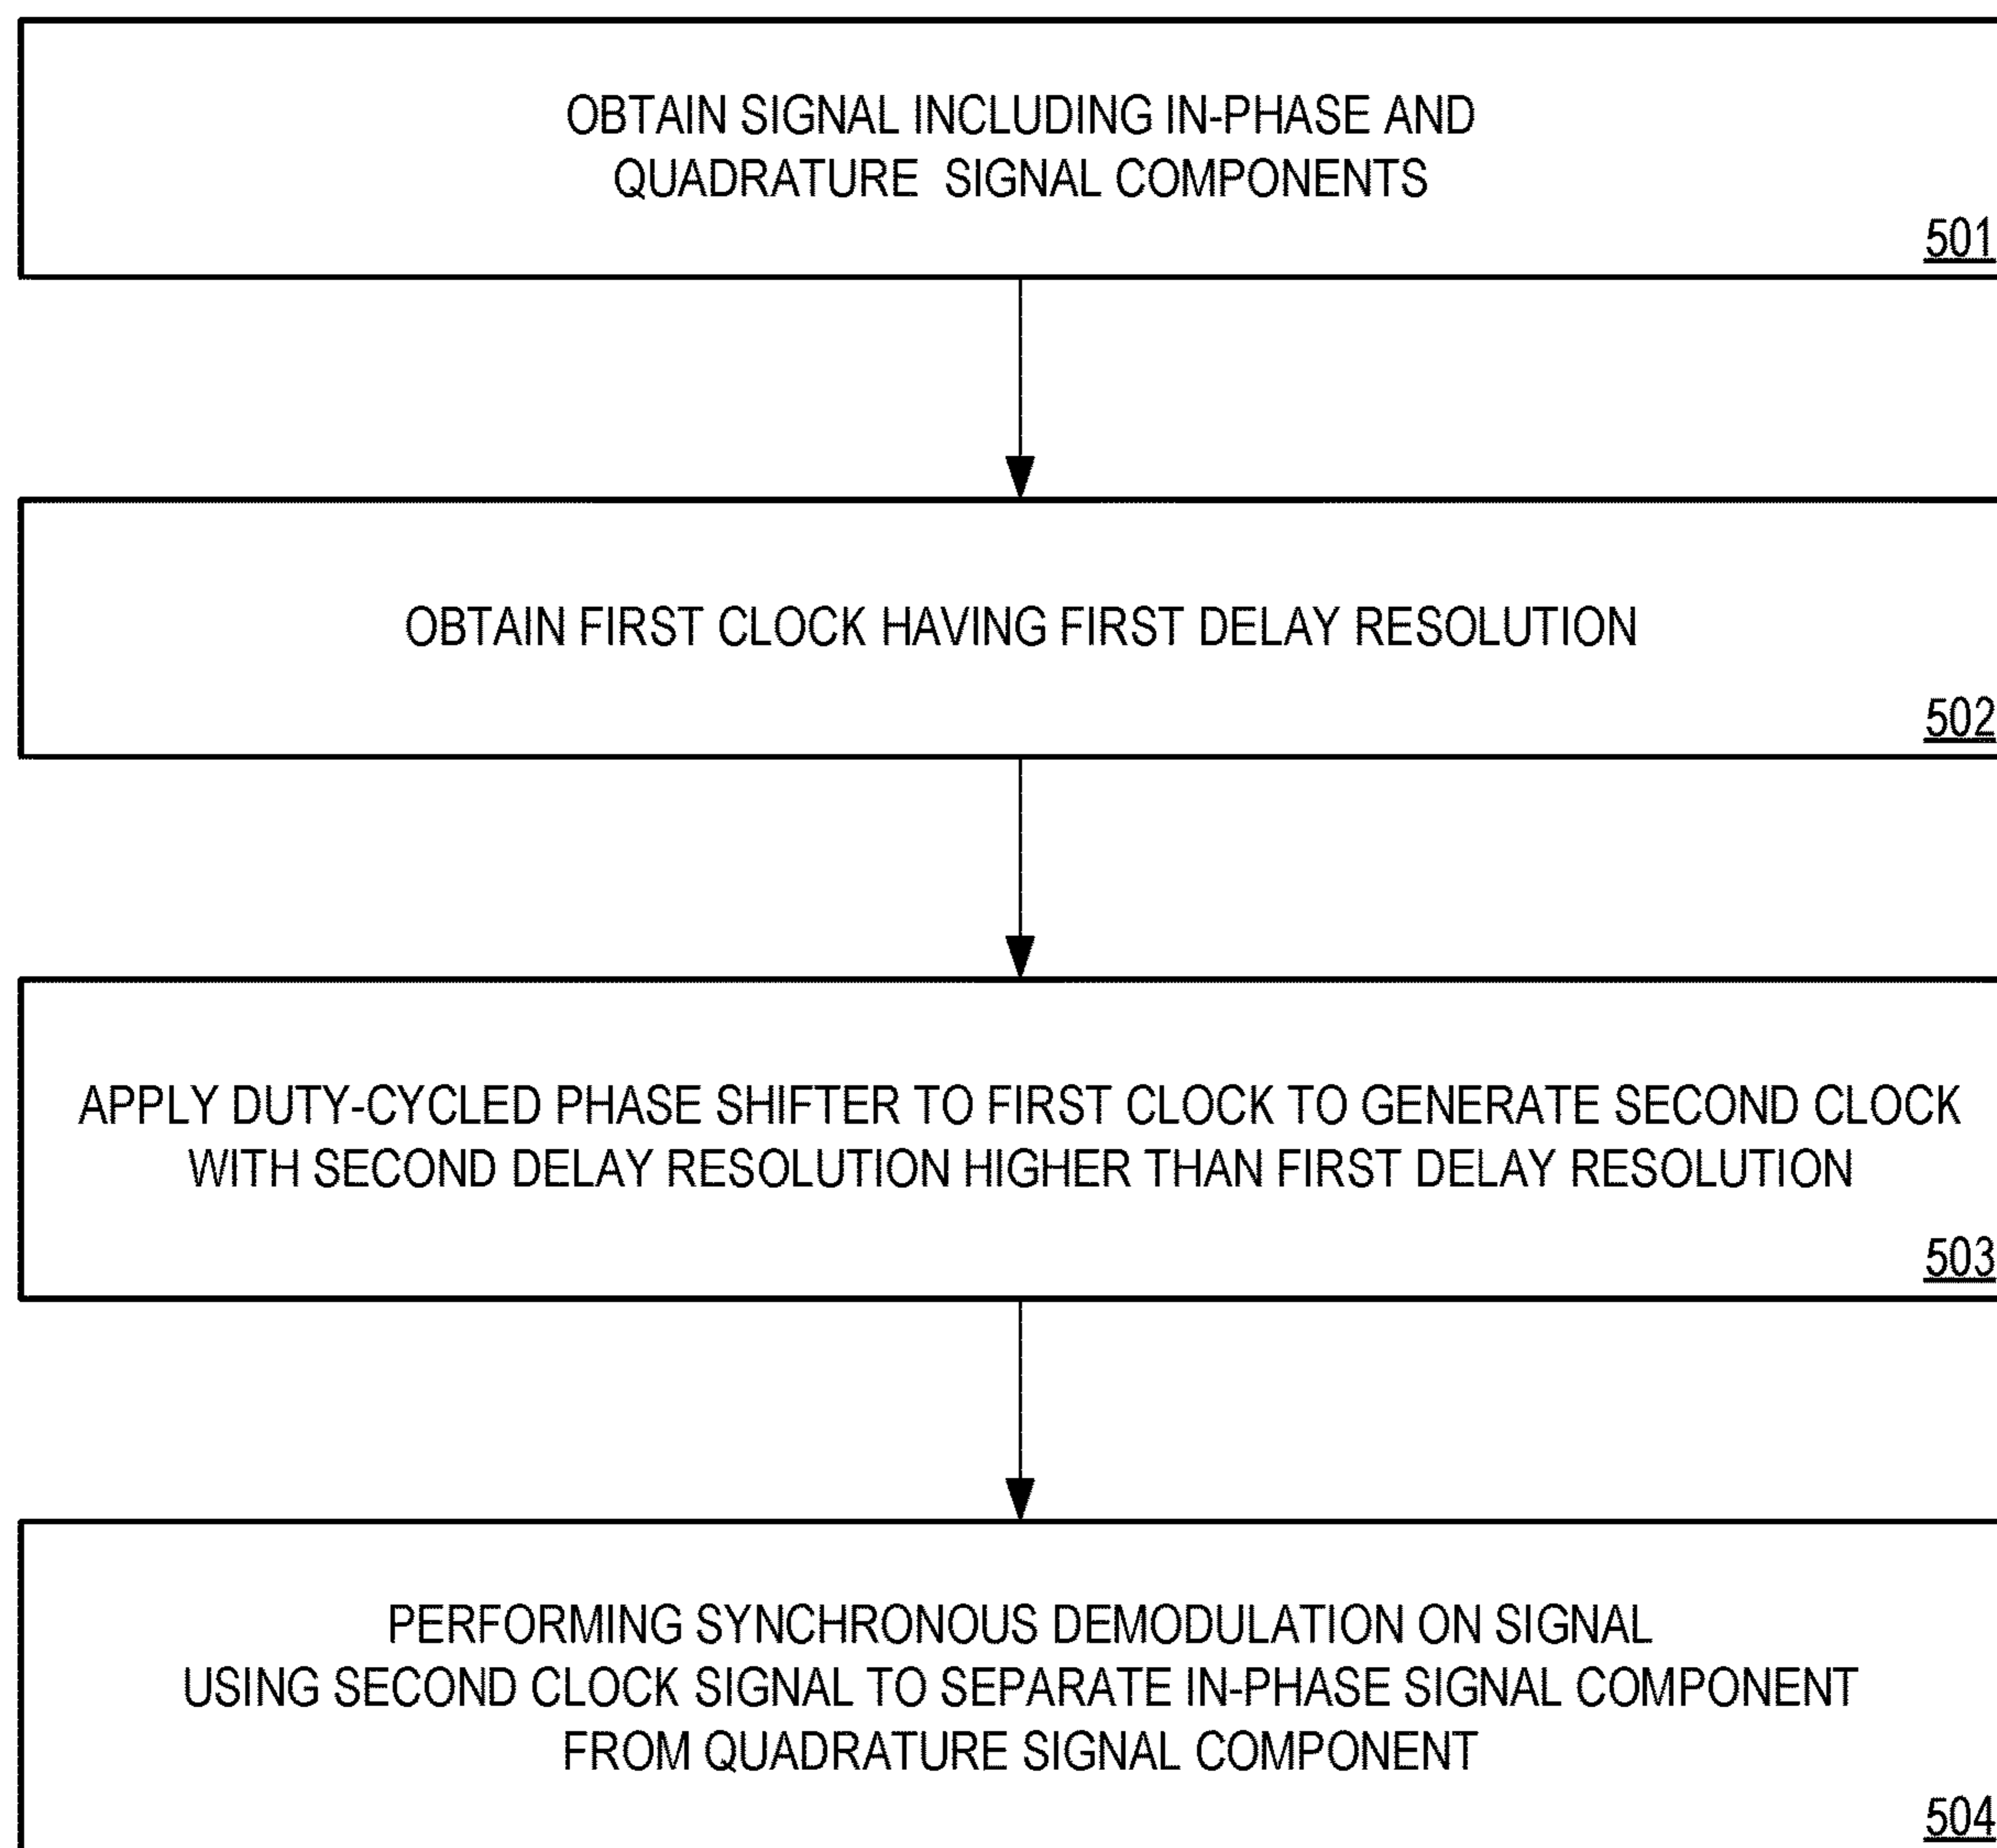 OBTAIN SIGNAL INCLUDING IN-PHASE AND
QUADRATURE SIGNAL COMPONENTS
501
OBTAIN FIRST CLOCK HAVING FIRST DELAY RESOLUTION
502
APPLY DUTY-CYCLED PHASE SHIFTER TO FIRST CLOCK TO GENERATE SECOND CLOCK
WITH SECOND DELAY RESOLUTION HIGHER THAN FIRST DELAY RESOLUTION
503
PERFORMING SYNCHRONOUS DEMODULATION ON SIGNAL
USING SECOND CLOCK SIGNAL TO SEPARATE IN-PHASE SIGNAL COMPONENT
FROM QUADRATURE SIGNAL COMPONENT
504